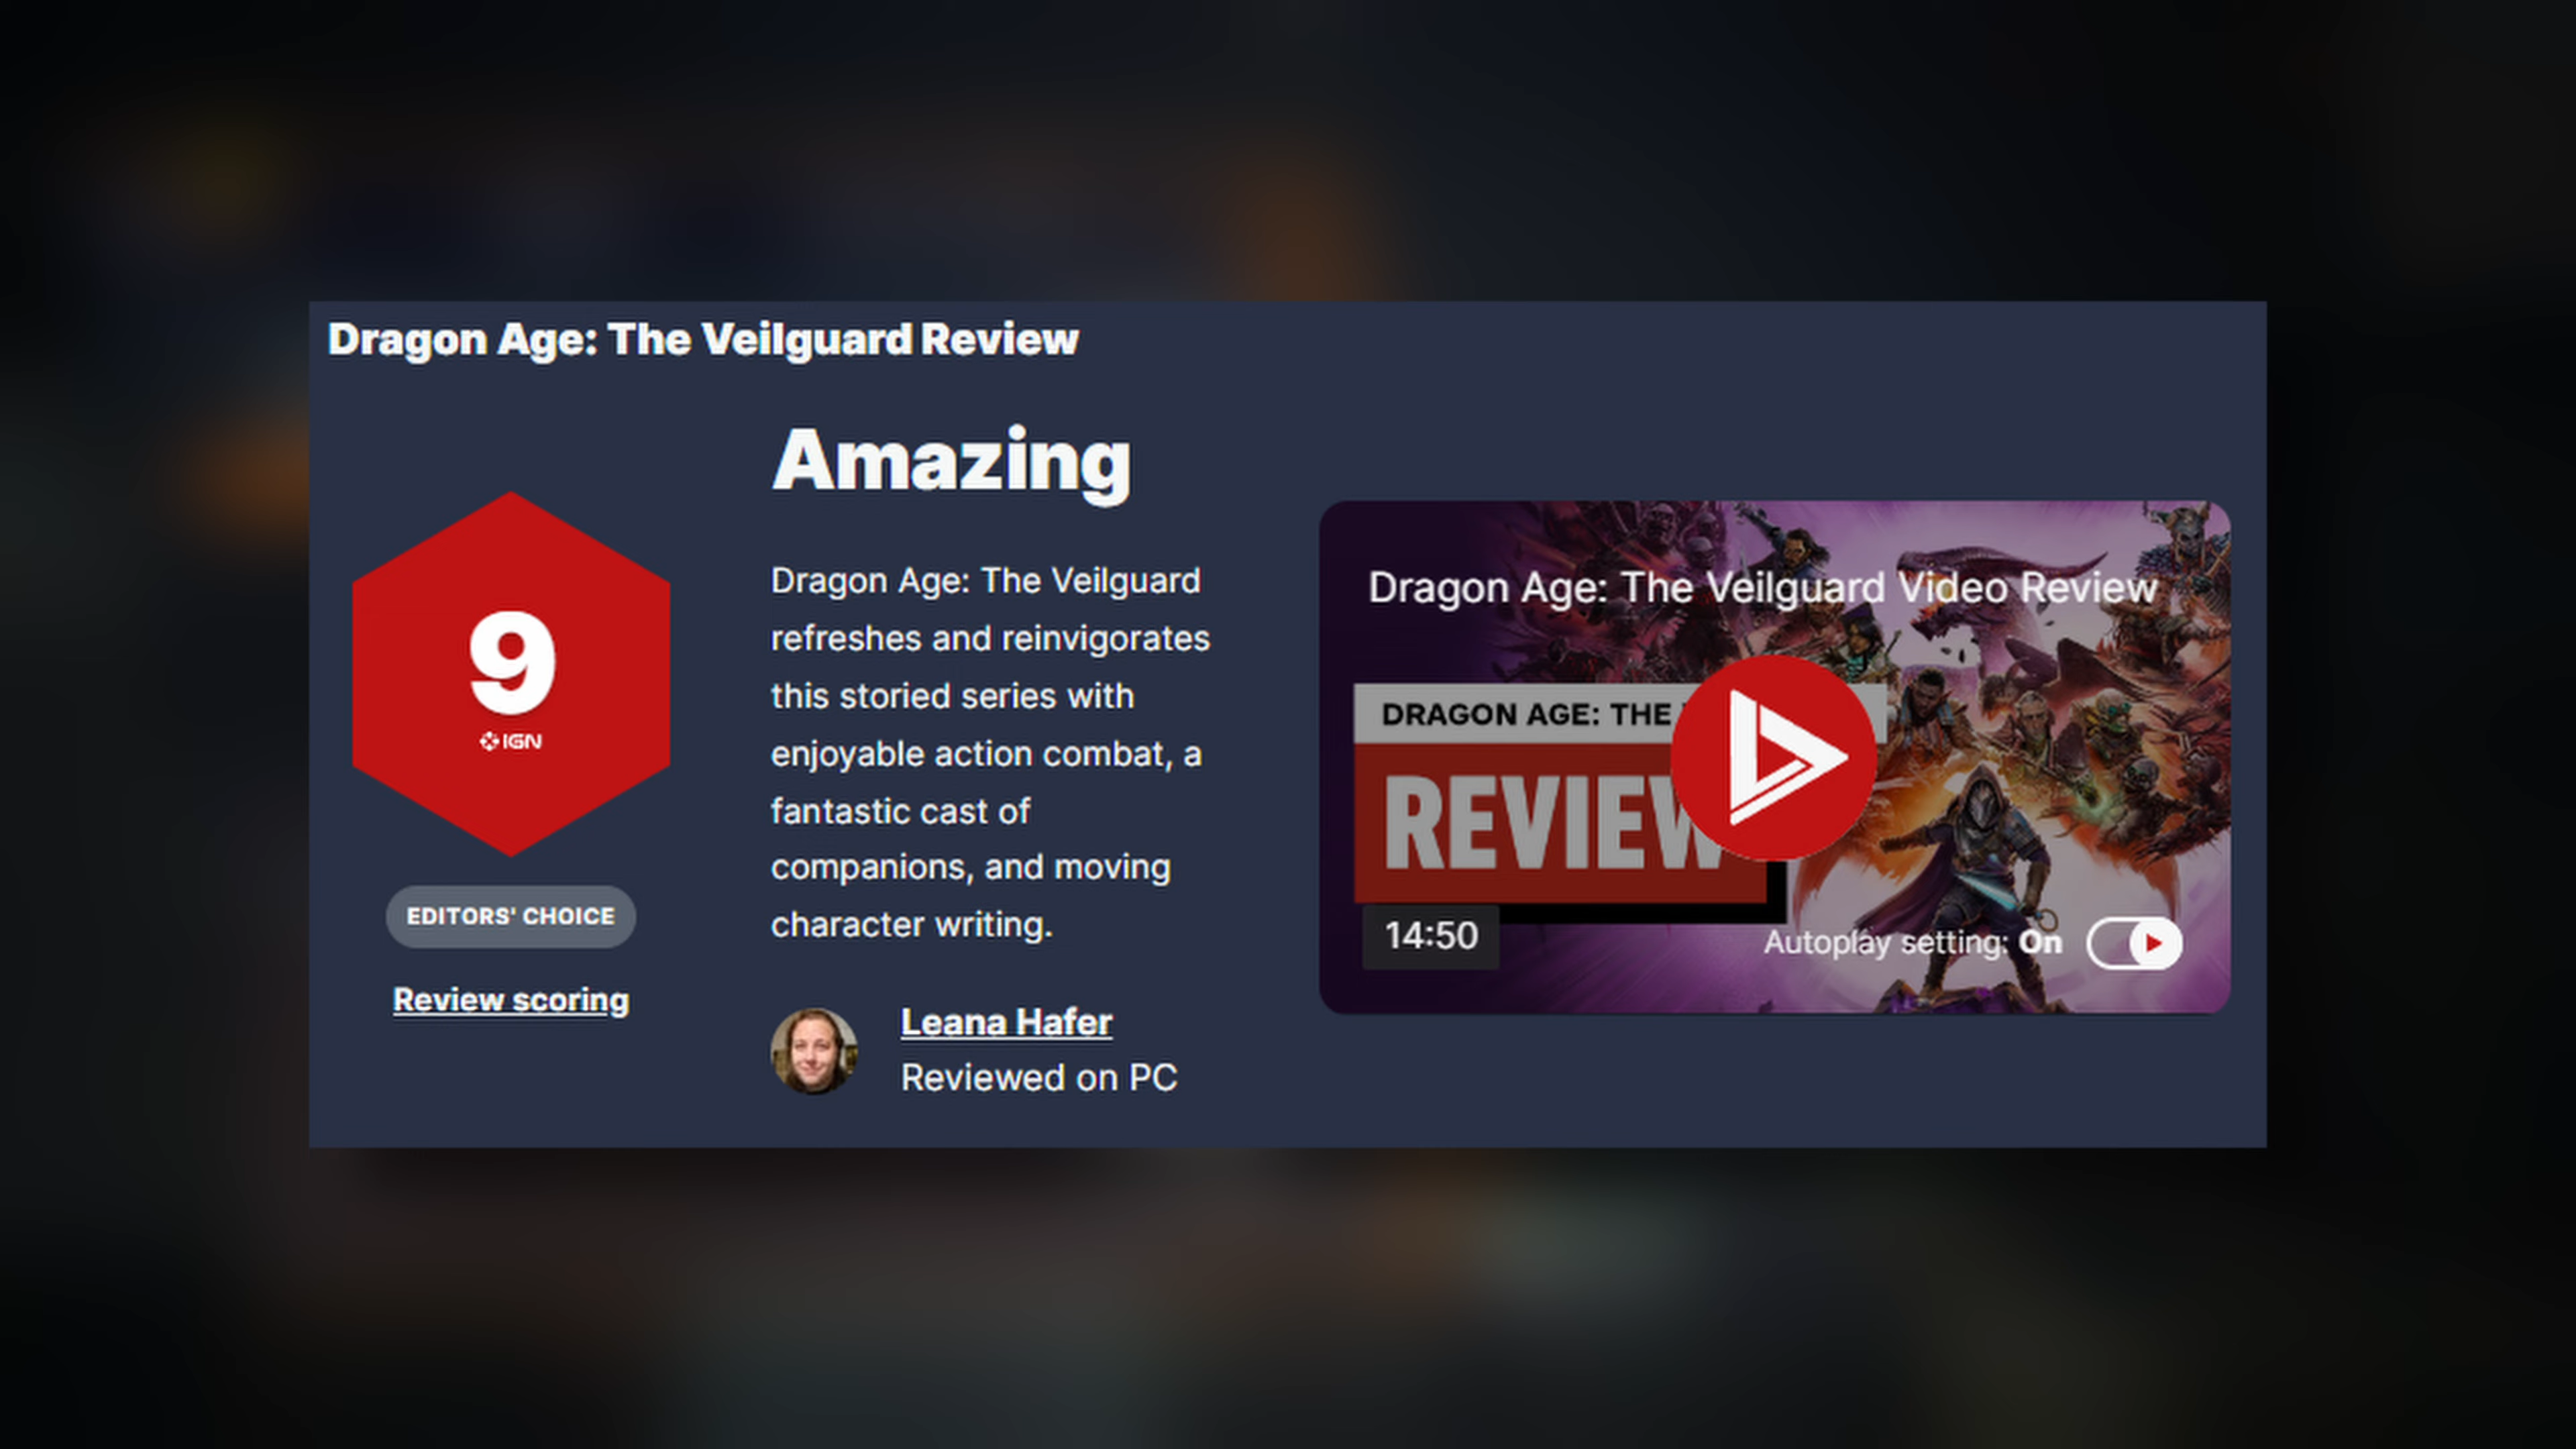 Dragon Age: The Veilguard Review
9
IGN
EDITORS' CHOICE
Review scoring
Amazing
Dragon Age: The Veilguard
refreshes and reinvigorates
this storied series with
enjoyable action combat, a
fantastic cast of
companions, and moving
character writing.
Leana Hafer
Reviewed on PC
Dragon Age: The Veilguard Video Review
DRAGON AGE: THE
REVIEW
14:50
Autoplay setting: On